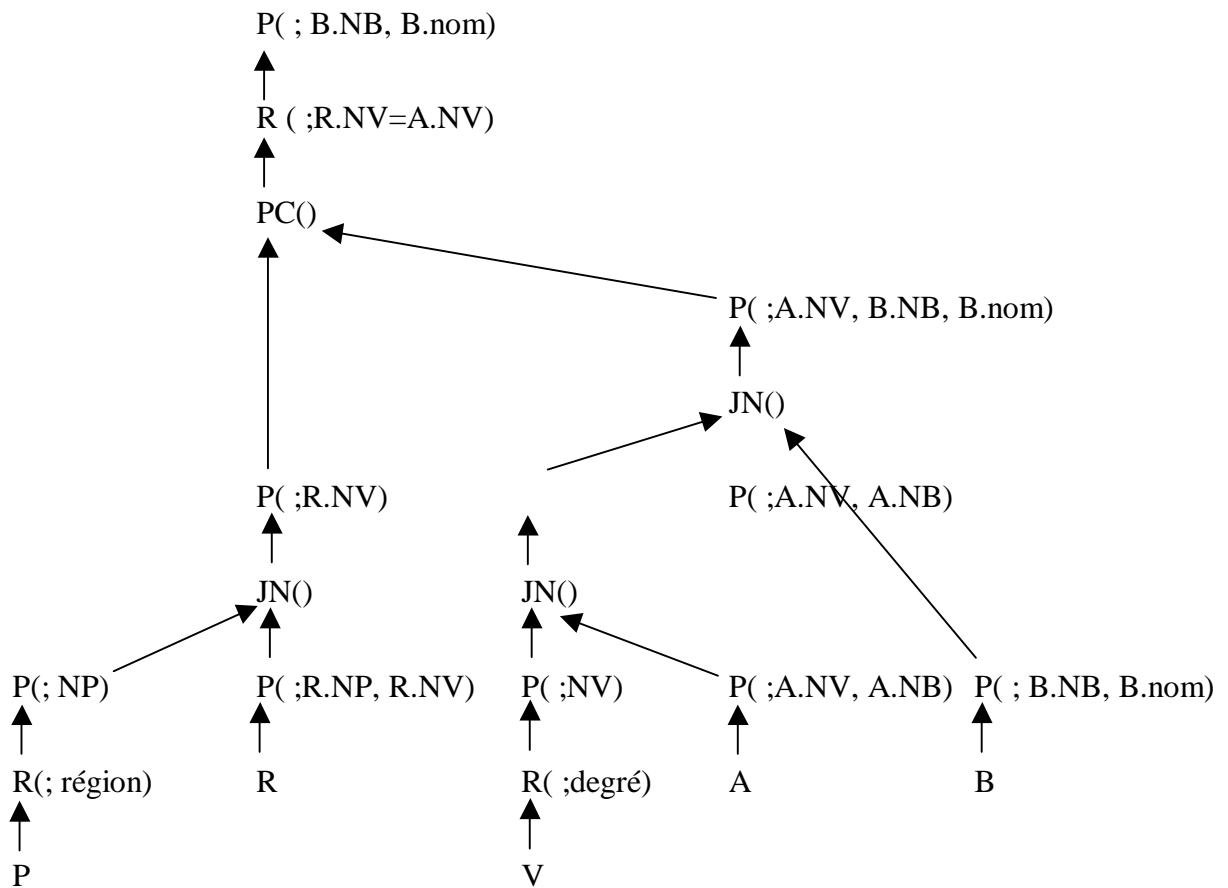 P( ; B.NB, B.nom)
R ( ;R.NV=A.NV)
PC()
P( ;A.NV, B.NB, B.nom)
JN()
P( ;R.NV) P( ;A.NV, A.NB)
JN() JN()
P(; NP) P( ;R.NP, R.NV) P( ;NV) P( ;A.NV, A.NB) P( ; B.NB, B.nom)
R(; région) R R( ;degré) A B
P V